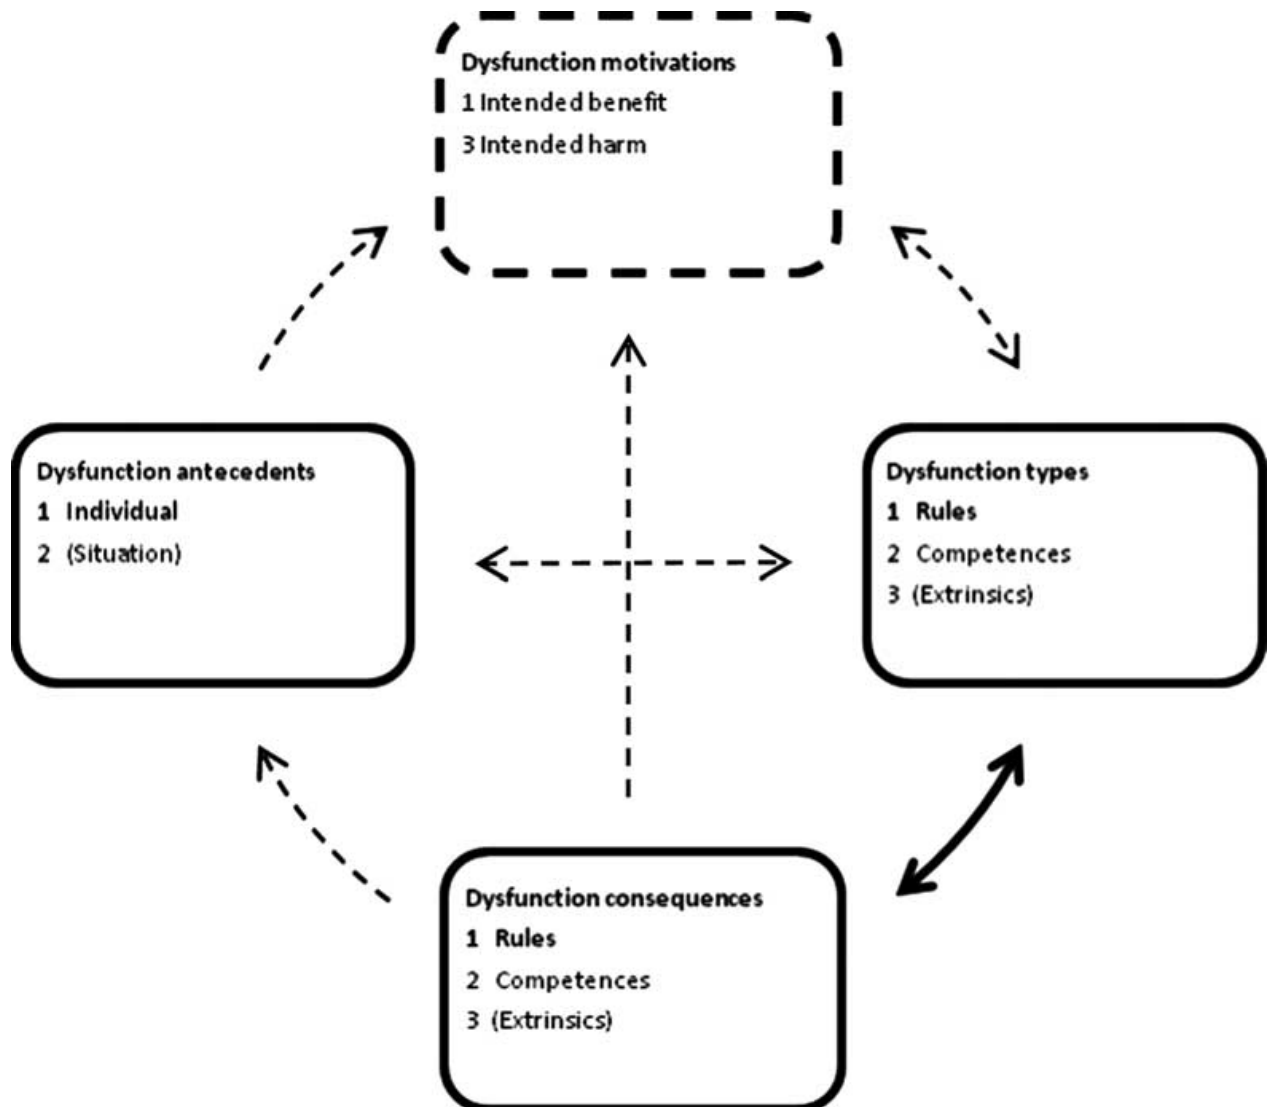 Dysfunction motivations
1 Intended benefit
3 Intended harm
Dysfunction antecedents
1 Individual
2 (Situation)
Dysfunction types
1 Rules
2 Competences
3 (Extrinsics)
Dysfunction consequences
1 Rules
2 Competences
3 (Extrinsics)